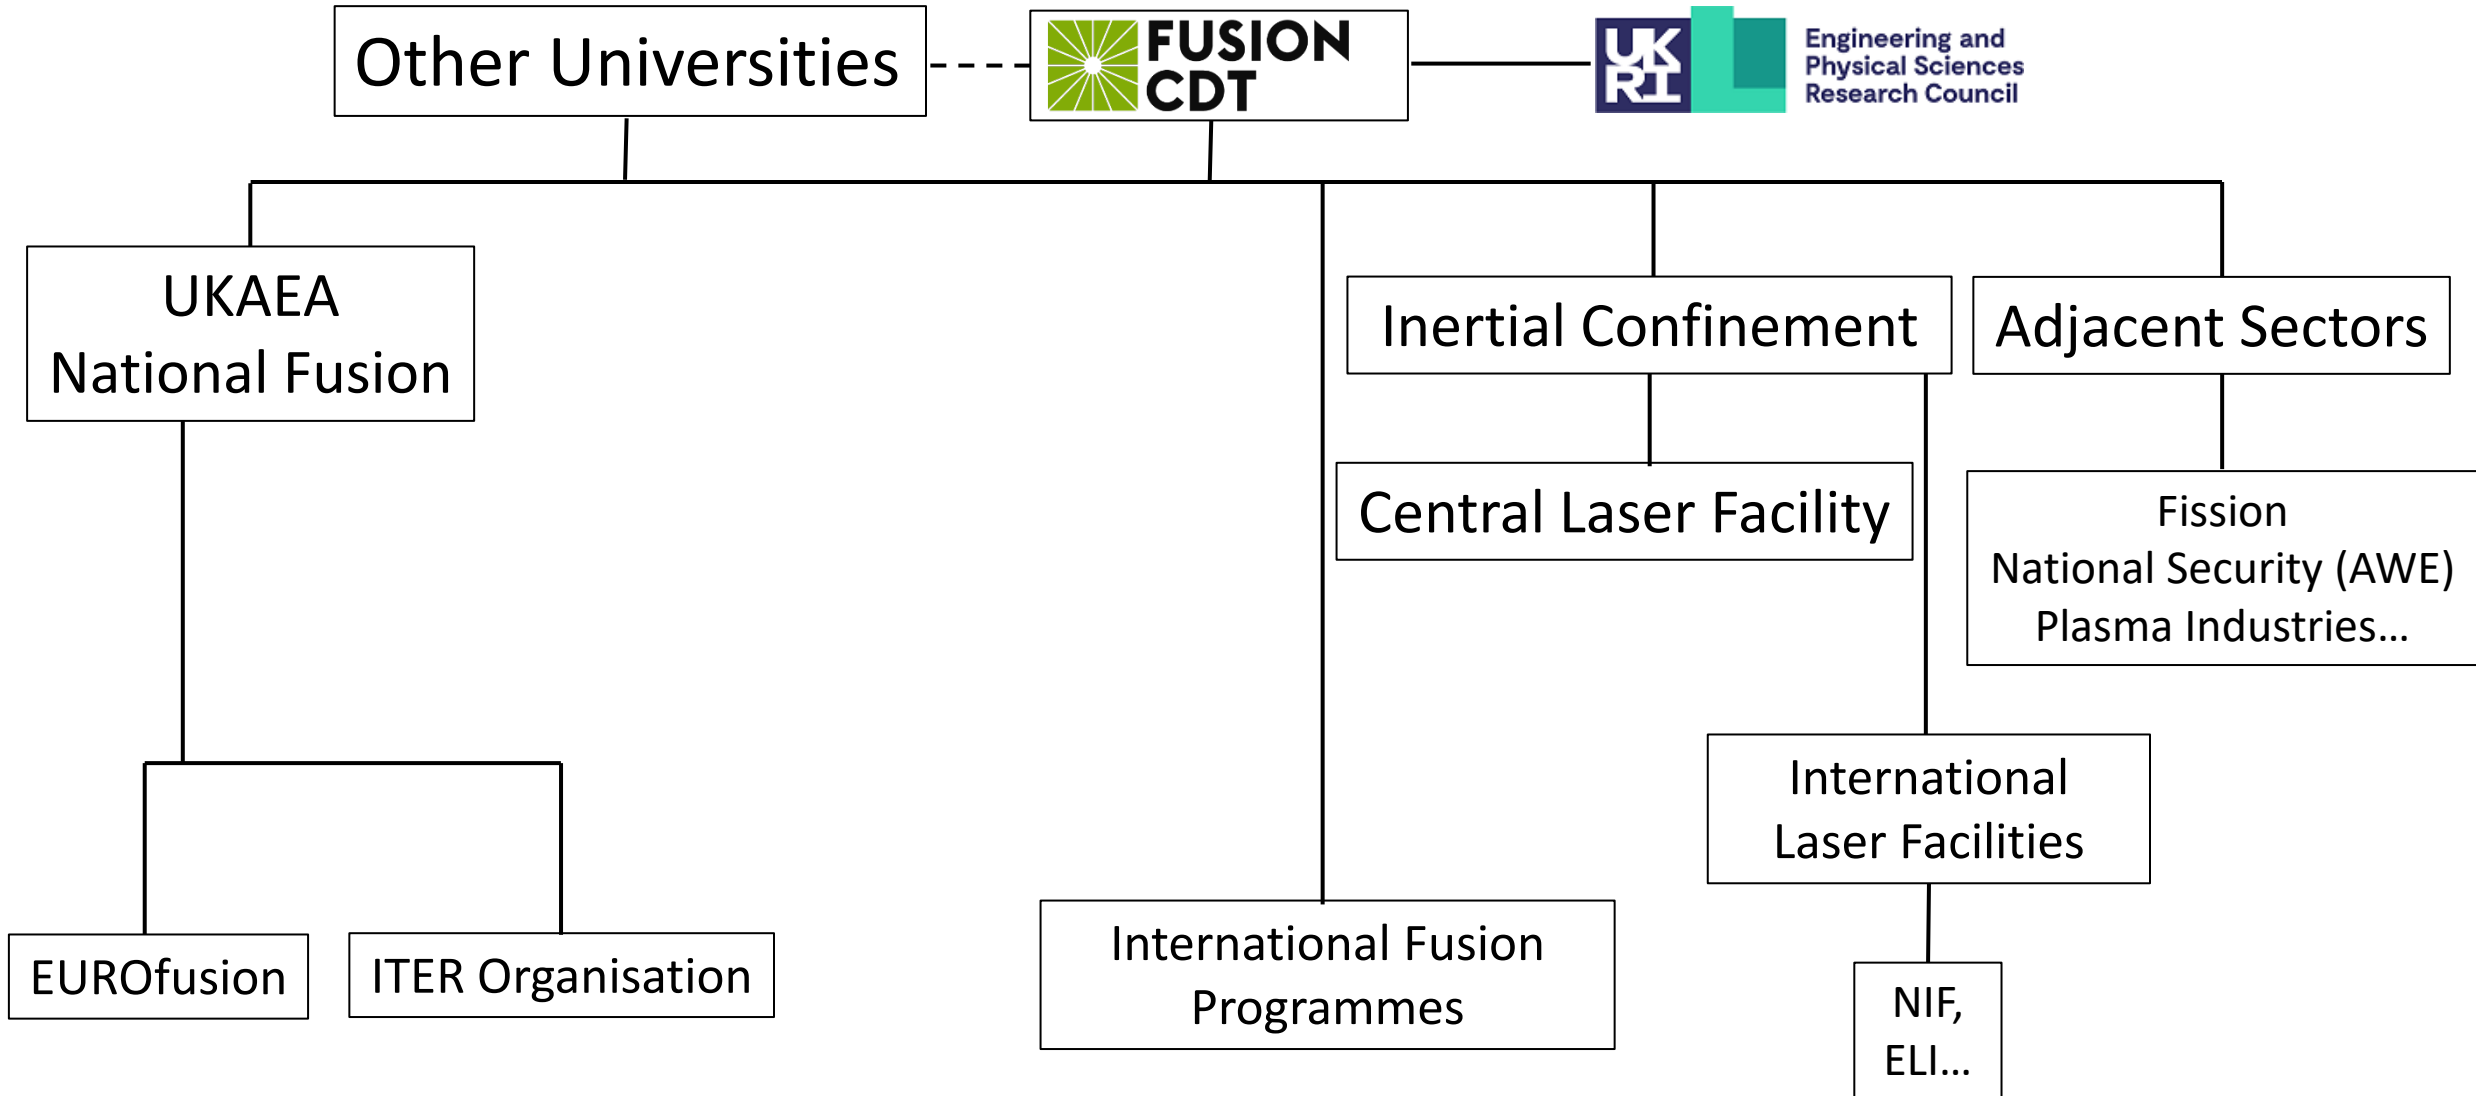 Other Universities
FUSION
CDT
UK
RI
Engineering and
Physical Sciences
Research Council
UKAEA
National Fusion
Inertial Confinement
Adjacent Sectors
Central Laser Facility
Fission
National Security (AWE)
Plasma Industries...
International
Laser Facilities
EUROfusion
ITER Organisation
International Fusion
Programmes
NIF,
ELI...